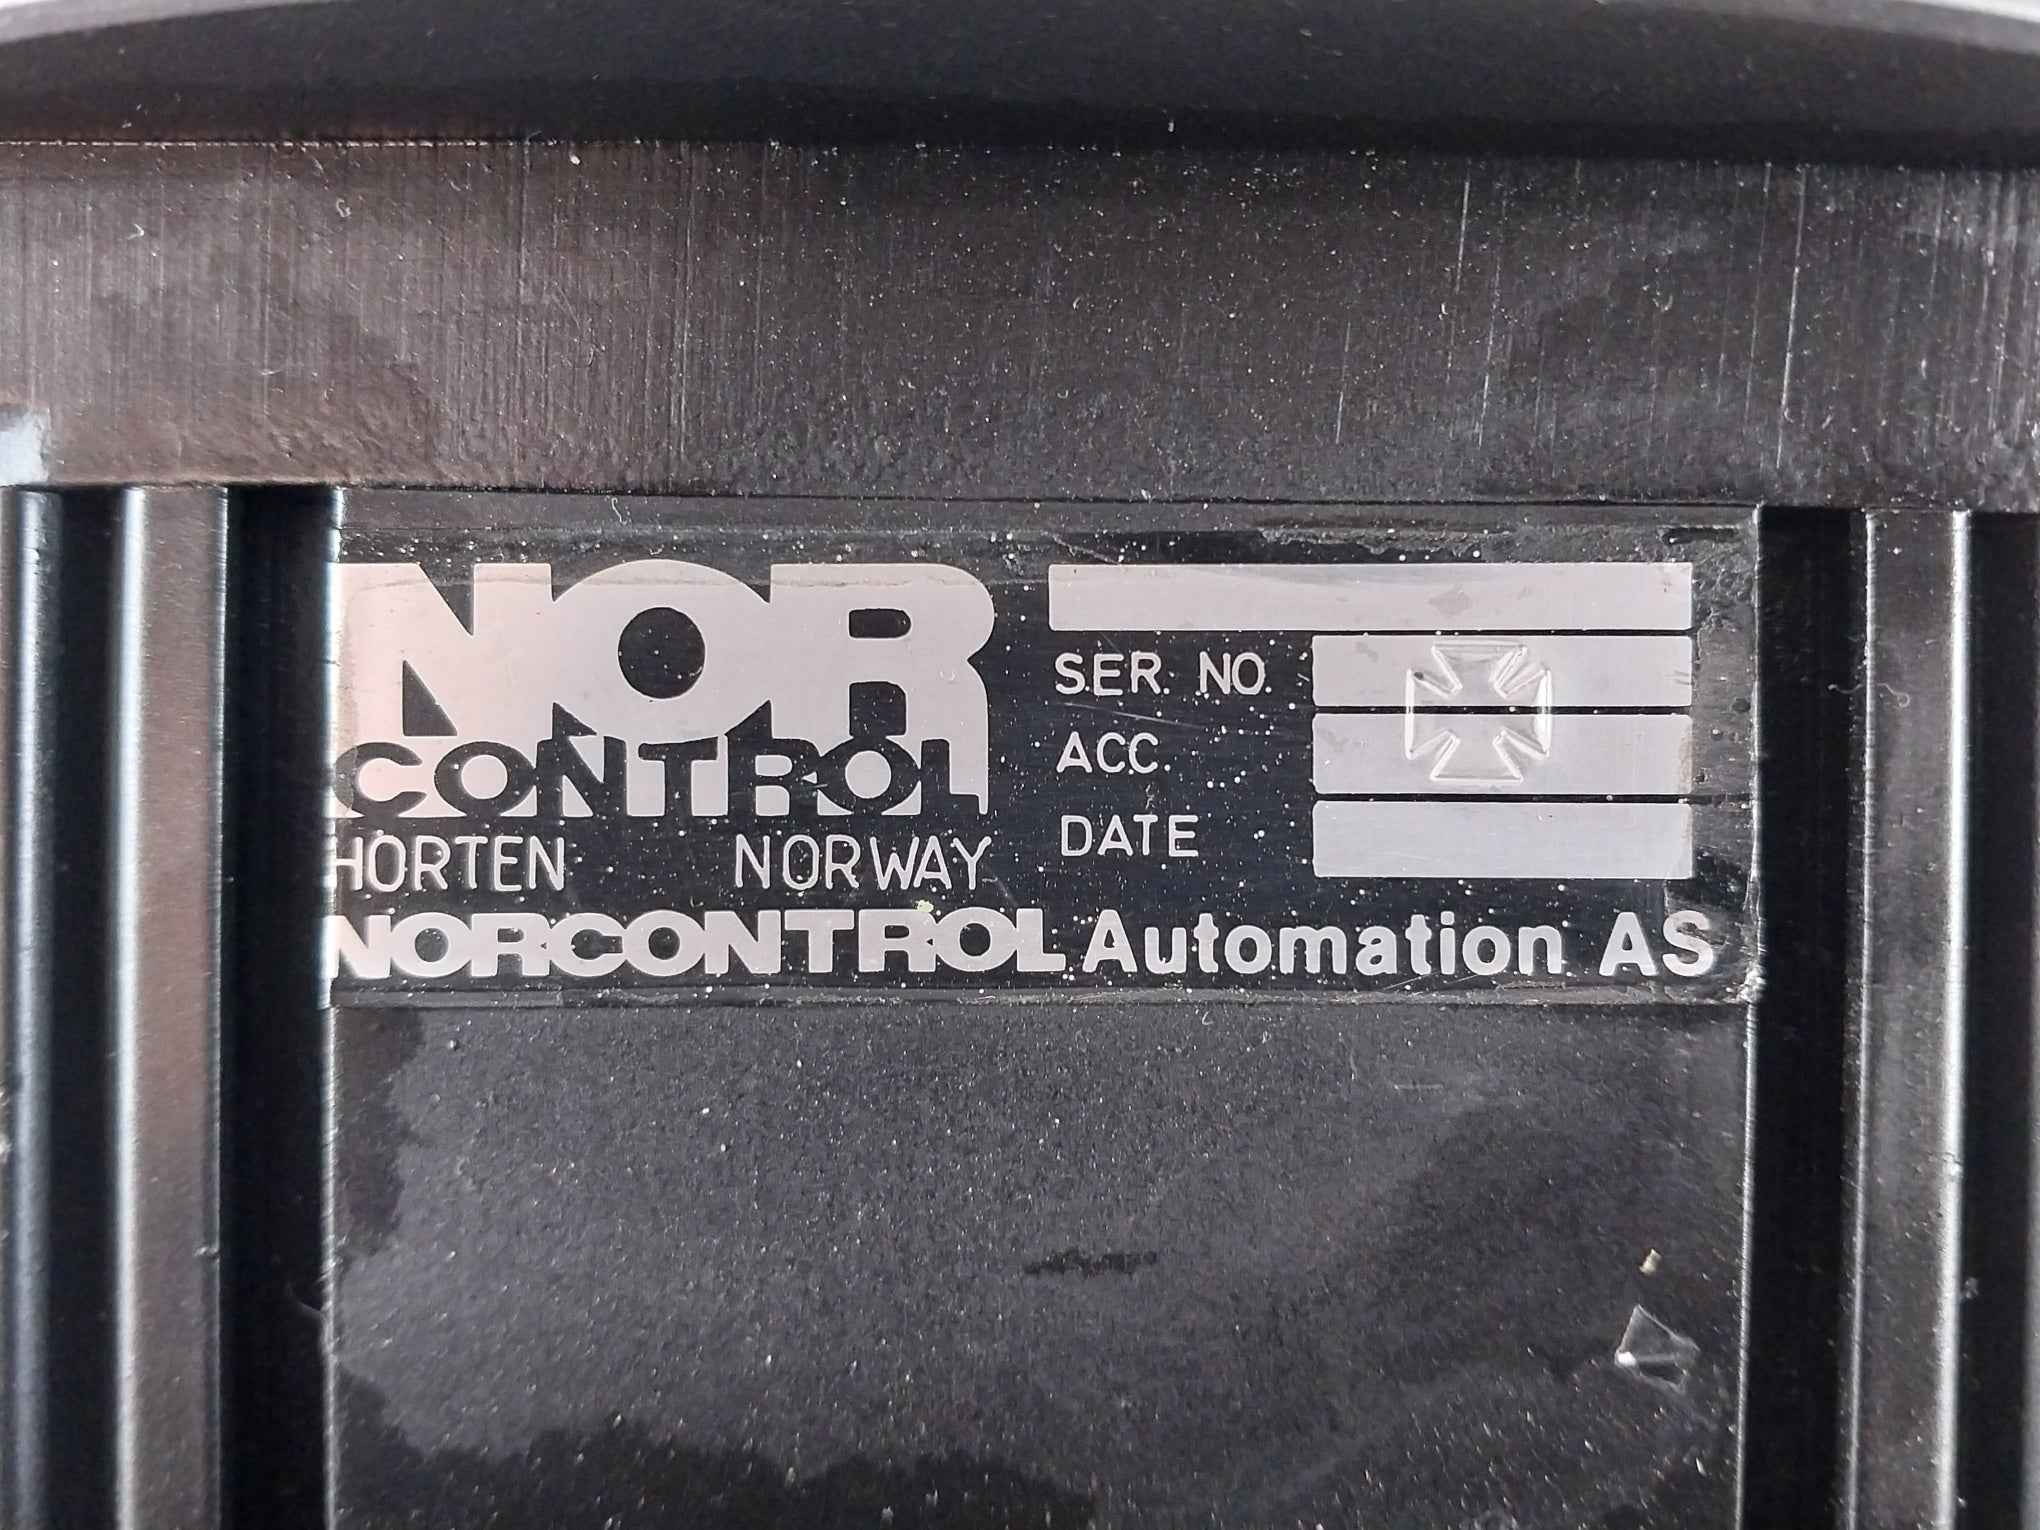 NOR
CONTROL
HORTEN NORWAY
SER. NO.
ACC.
DATE
NORCONTROL Automation AS